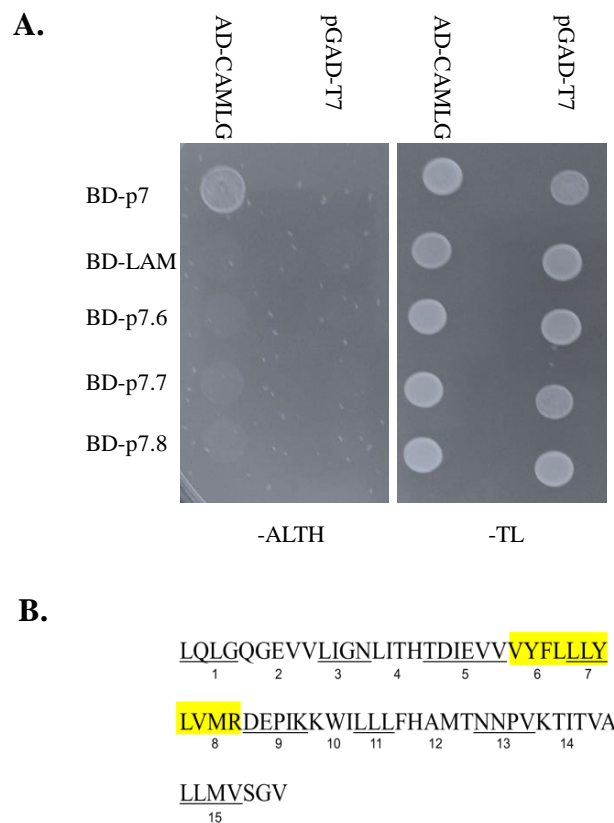 A.
AD-CAMLG pGAD-T7 AD-CAMLG pGAD-T7
BD-p7
BD-LAM
BD-p7.6
BD-p7.7
BD-p7.8
-ALTH -TL
B.
LQLGQGEVVLIGNLITHTDIEVVVYFLLLLY
1 2 3 4 5 6 7
LVMRDEPIKKWILLLFHAMTNNPVKTITVA
8 9 10 11 12 13 14
LLMVSGV
15